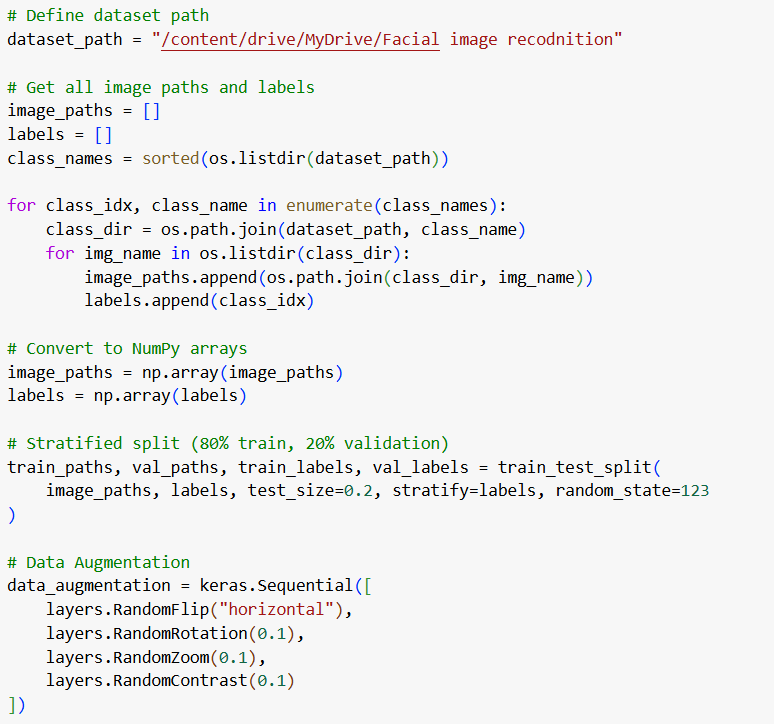 # Define dataset path
dataset_path = "/content/drive/MyDrive/Facial image recodnition"
# Get all image paths and labels
image_paths = []
labels = []
class_names = sorted(os.listdir(dataset_path))
for class_idx, class_name in enumerate(class_names):
    class_dir = os.path.join(dataset_path, class_name)
    for img_name in os.listdir(class_dir):
        image_paths.append(os.path.join(class_dir, img_name))
        labels.append(class_idx)
# Convert to NumPy arrays
image_paths = np.array(image_paths)
labels = np.array(labels)
# Stratified split (80% train, 20% validation)
train_paths, val_paths, train_labels, val_labels = train_test_split(
    image_paths, labels, test_size=0.2, stratify=labels, random_state=123
)
# Data Augmentation
data_augmentation = keras.Sequential([
    layers.RandomFlip("horizontal"),
    layers.RandomRotation(0.1),
    layers.RandomZoom(0.1),
    layers.RandomContrast(0.1)
])